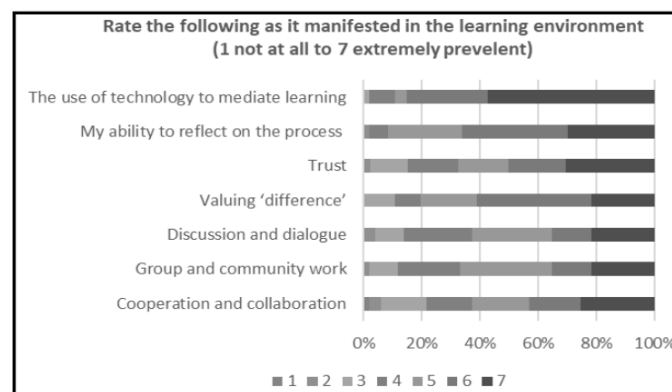 Rate the following as it manifested in the learning environment
(1 not at all to 7 extremely prevelent)
The use of technology to mediate learning
My ability to reflect on the process
Trust
Valuing ‘difference’
Discussion and dialogue
Group and community work
Cooperation and collaboration
0% 20% 40% 60% 80% 100%
1 2 3 4 5 6 7